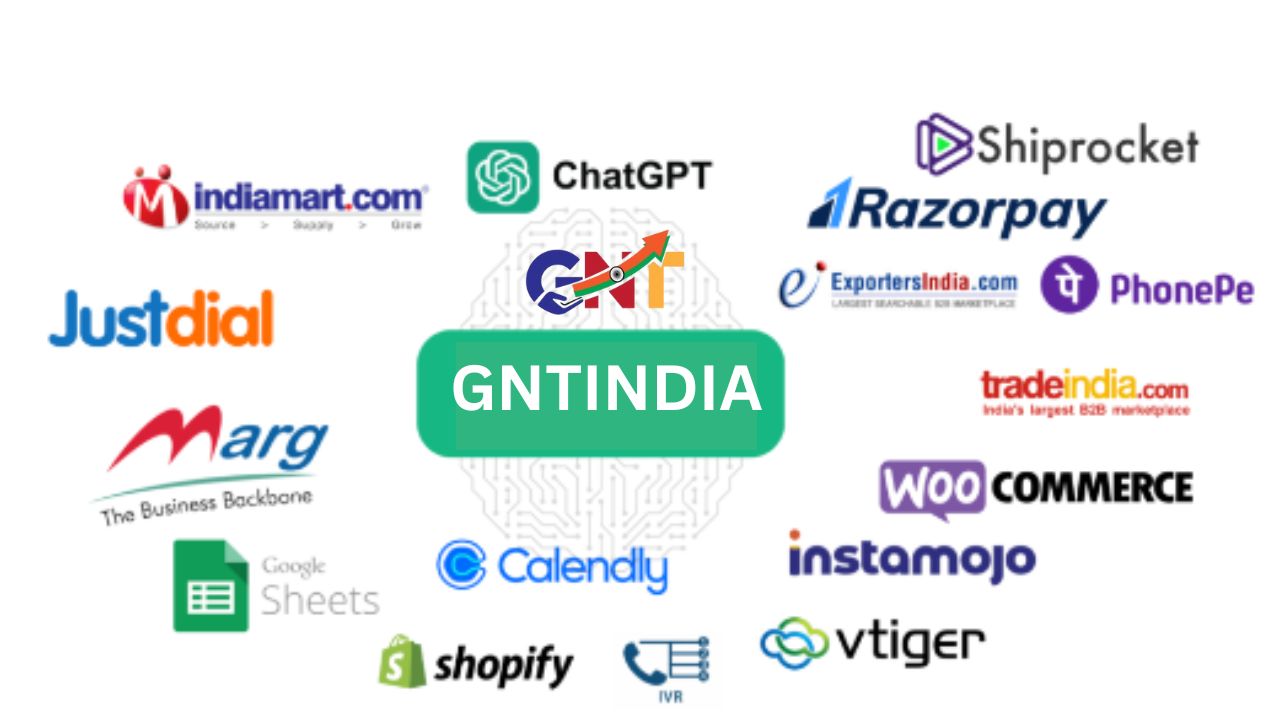 Shiprocket
ChatGPT
indiamart.com®
Source > Supply > Grow
Razorpay
GNT
ExportersIndia.com
LARGEST SEARCHABLE B2B MARKETPLACE
पे PhonePe
Justdial
GNTINDIA
tradeindia.com
India's largest B2B marketplace
Marg
The Business Backbone
WOO COMMERCE
Google
Sheets
Calendly
instamojo
shopify
vtiger
IVR